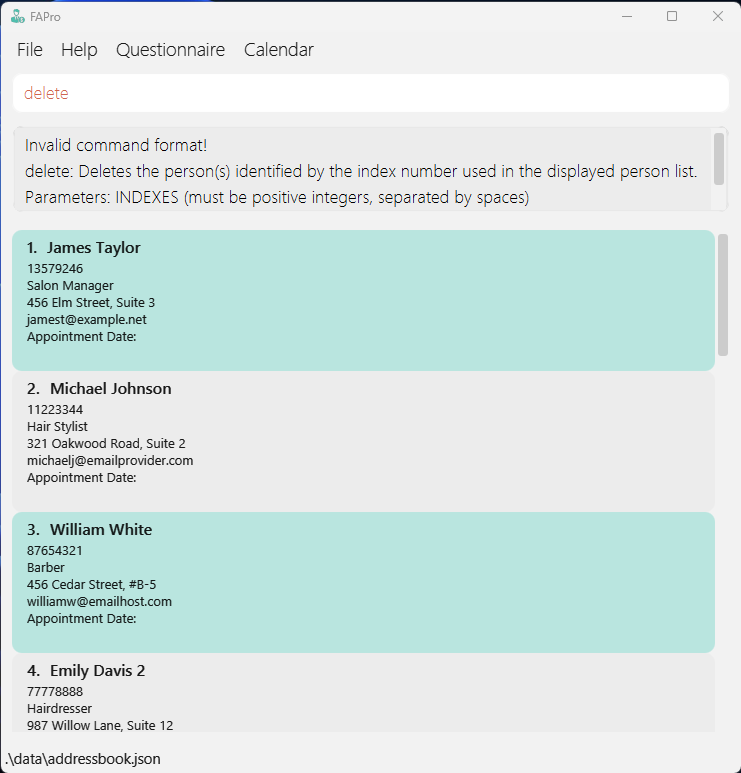 FAPro
File Help Questionnaire Calendar
delete
Invalid command format!
delete: Deletes the person(s) identified by the index number used in the displayed person list.
Parameters: INDEXES (must be positive integers, separated by spaces)
1. James Taylor
13579246
Salon Manager
456 Elm Street, Suite 3
jamest@example.net
Appointment Date:
2. Michael Johnson
11223344
Hair Stylist
321 Oakwood Road, Suite 2
michaelj@emailprovider.com
Appointment Date:
3. William White
87654321
Barber
456 Cedar Street, #B-5
williamw@emailhost.com
Appointment Date:
4. Emily Davis 2
77778888
Hairdresser
987 Willow Lane, Suite 12
.\data\addressbook.json